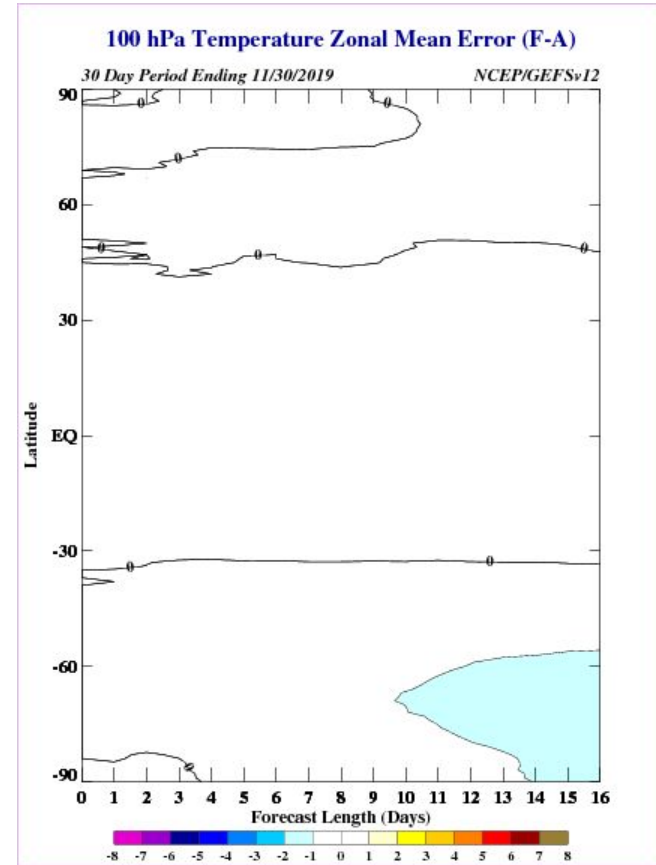 100 hPa Temperature Zonal Mean Error (F-A)
30 Day Period Ending 11/30/2019 NCEP/GEFSv12
90
60
30
EQ
-30
-60
-90
Latitude
0 0
0
0 0 0
0 0
0
0 1 2 3 4 5 6 7 8 9 10 11 12 13 14 15 16
Forecast Length (Days)
-8 -7 -6 -5 -4 -3 -2 -1 0 1 2 3 4 5 6 7 8